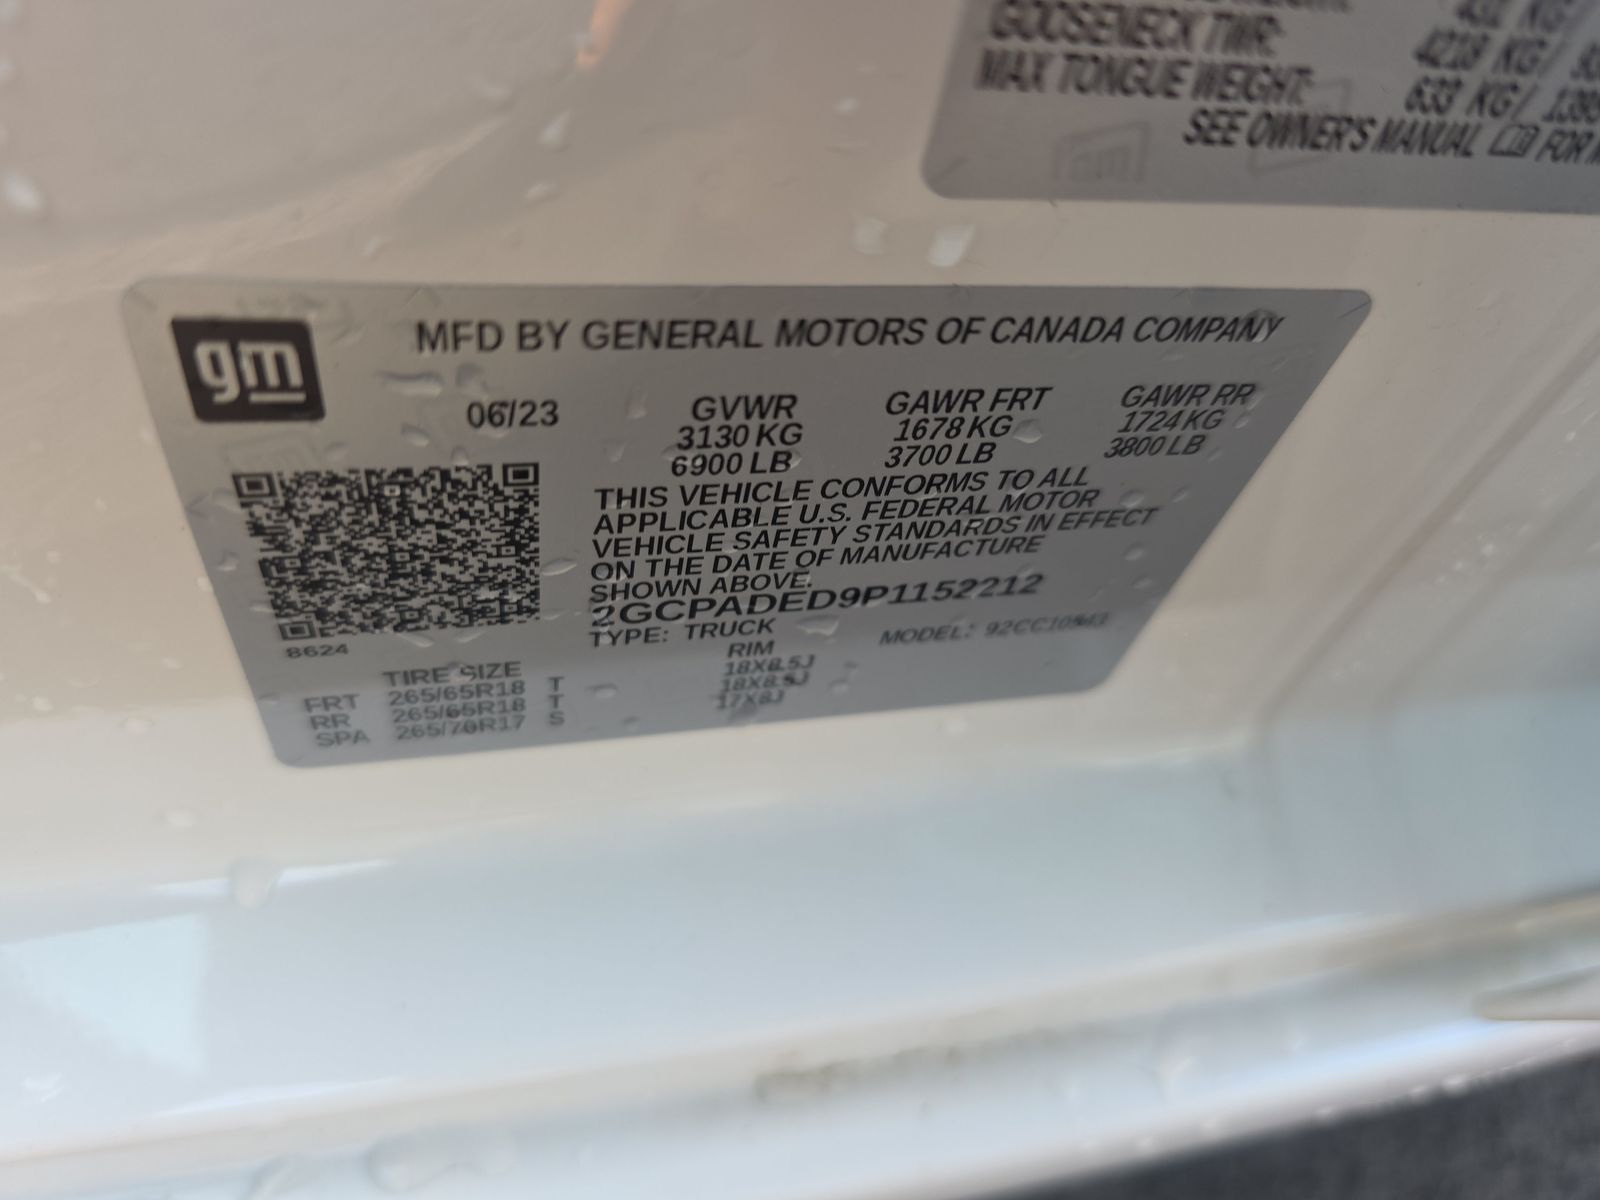 GOOSENECK TWR: 4218 KG/
MAX TONGUE WEIGHT: 633 KG/
SEE OWNER'S MANUAL FOR
gm
MFD BY GENERAL MOTORS OF CANADA COMPANY
06/23 GVWR GAWR FRT GAWR RR
3130 KG 1678 KG 1724 KG
6900 LB 3700 LB 3800 LB
THIS VEHICLE CONFORMS TO ALL
APPLICABLE U.S. FEDERAL MOTOR
VEHICLE SAFETY STANDARDS IN EFFECT
ON THE DATE OF MANUFACTURE
SHOWN ABOVE.
2GCPADED9P1152212
TYPE: TRUCK MODEL:
8624
TIRE SIZE RIM
FRT 265/65R18 T 18X8.5J
RR 265/65R18 T 18X8.5J
SPA 265/70R17 S 17X8J